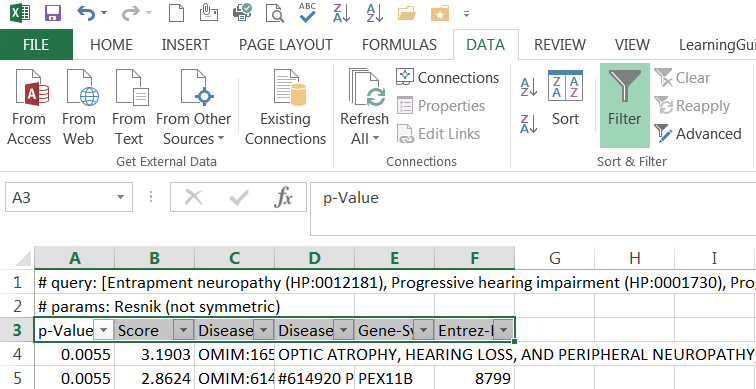 FILE HOME INSERT PAGE LAYOUT FORMULAS DATA REVIEW VIEW LearningGui
From Access From Web From Text From Other Sources Existing Connections Refresh All Connections Properties Edit Links Sort Filter Clear Reapply Advanced
Get External Data Connections Sort & Filter
A3 fx p-Value
A B C D E F G H I
1 # query: [Entrapment neuropathy (HP:0012181), Progressive hearing impairment (HP:0001730), Pro
2 # params: Resnik (not symmetric)
3 p-Value Score Disease Disease Gene-Sy Entrez-I
4 0.0055 3.1903 OMIM:165 OPTIC ATROPHY, HEARING LOSS, AND PERIPHERAL NEUROPATHY
5 0.0055 2.8624 OMIM:614 #614920 P PEX11B 8799